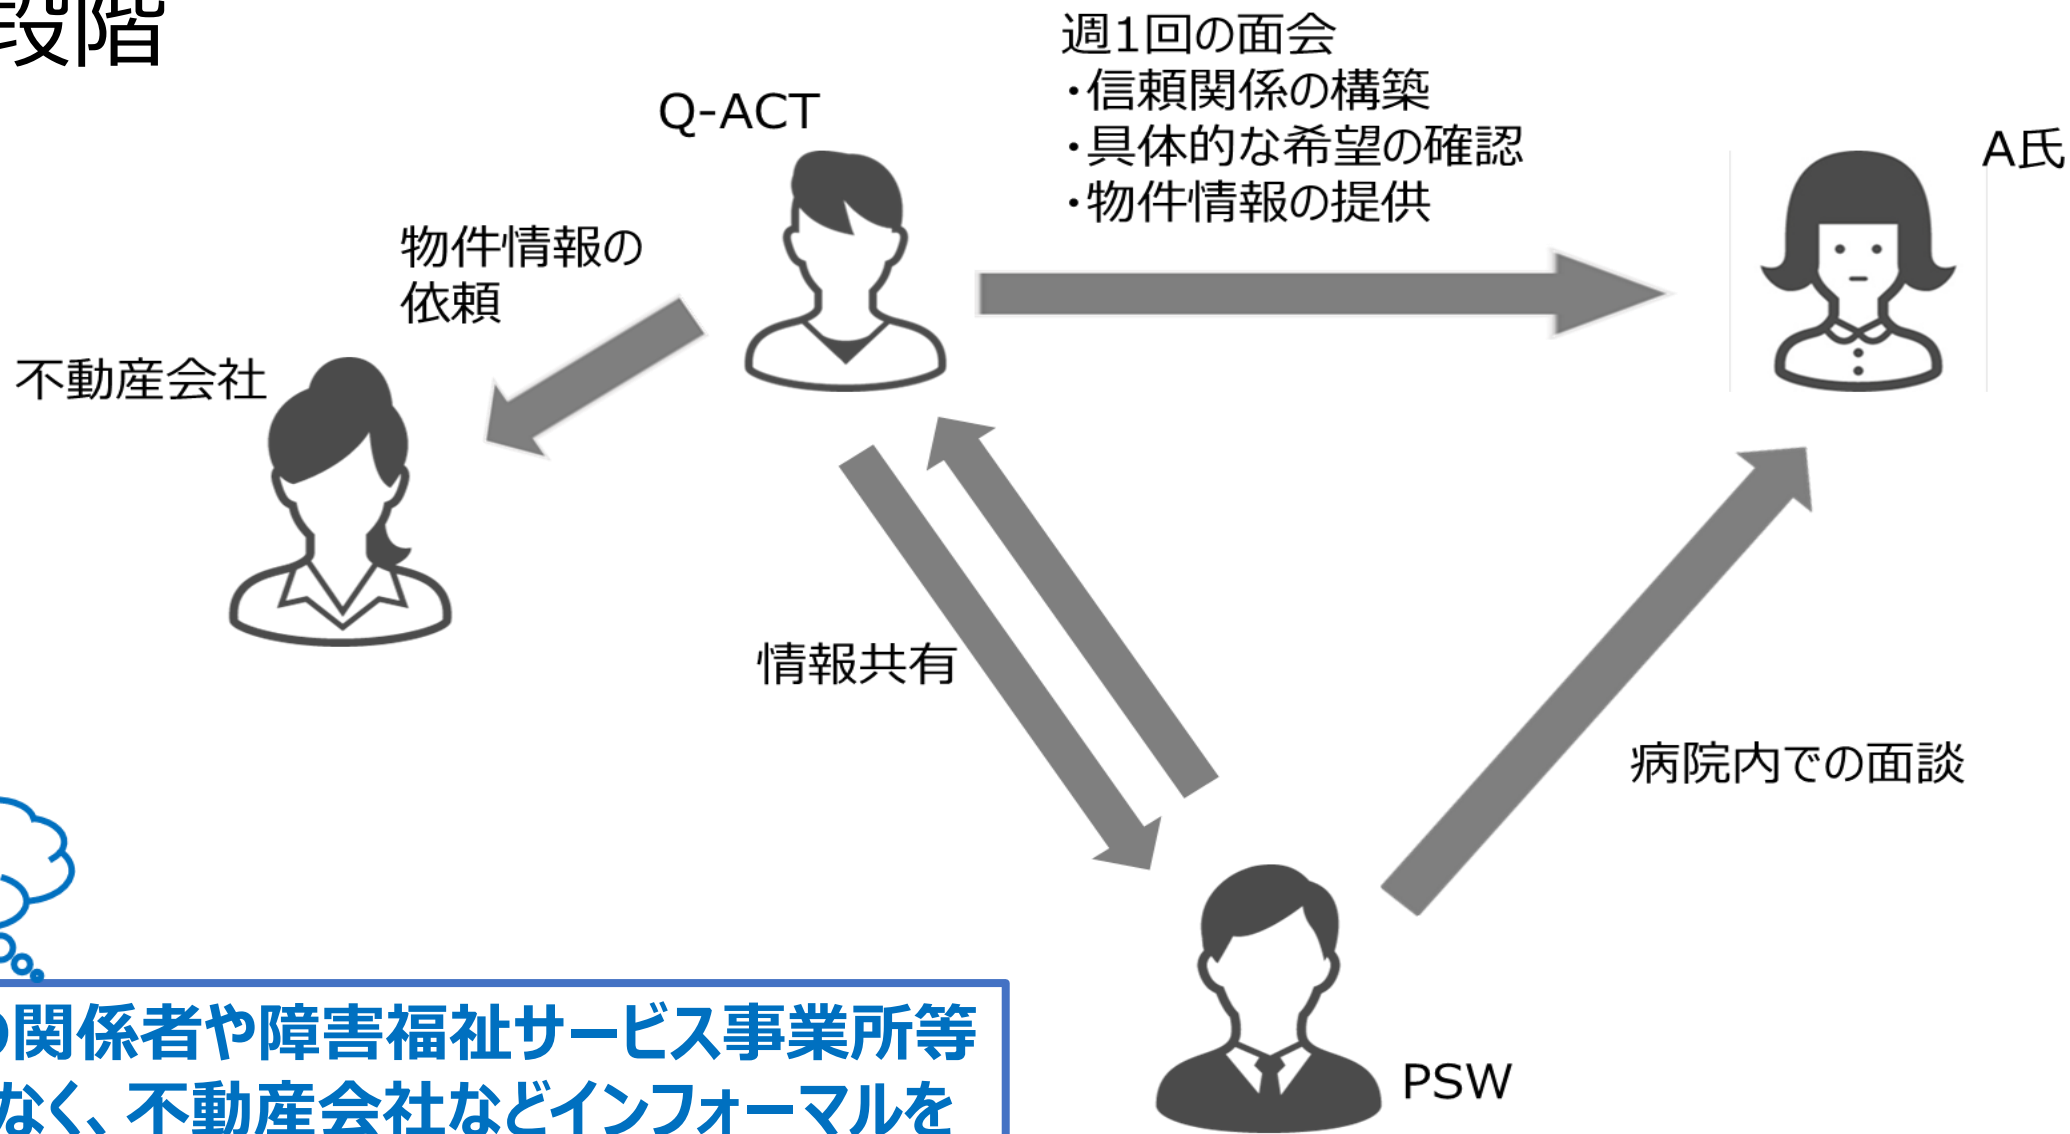 段階
週1回の面会
・信頼関係の構築
・具体的な希望の確認
・物件情報の提供
Q-ACT
A氏
物件情報の
依頼
不動産会社
情報共有
病院内での面談
PSW
の関係者や障害福祉サービス事業所等
なく、不動産会社などインフォーマルを